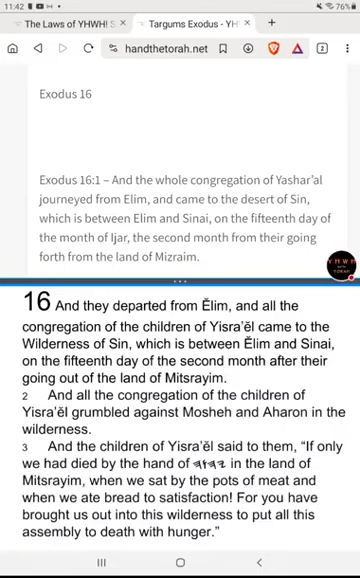 11:42
76%
The Laws of YHWH! S
Targums Exodus - YH
handthetorah.net
2
Exodus 16
Exodus 16:1 – And the whole congregation of Yashar'al
journeyed from Elim, and came to the desert of Sin,
which is between Elim and Sinai, on the fifteenth day of
the month of Ijar, the second month from their going
forth from the land of Mizraim.
YHWH
TORAH
16 And they departed from Ĕlim, and all the
congregation of the children of Yisra'ĕl came to the
Wilderness of Sin, which is between Ĕlim and Sinai,
on the fifteenth day of the second month after their
going out of the land of Mitsrayim.
2 And all the congregation of the children of
Yisra'ĕl grumbled against Mosheh and Aharon in the
wilderness.
3 And the children of Yisra'ĕl said to them, “If only
we had died by the hand of 𐤉𐤄𐤅𐤄 in the land of
Mitsrayim, when we sat by the pots of meat and
when we ate bread to satisfaction! For you have
brought us out into this wilderness to put all this
assembly to death with hunger.”